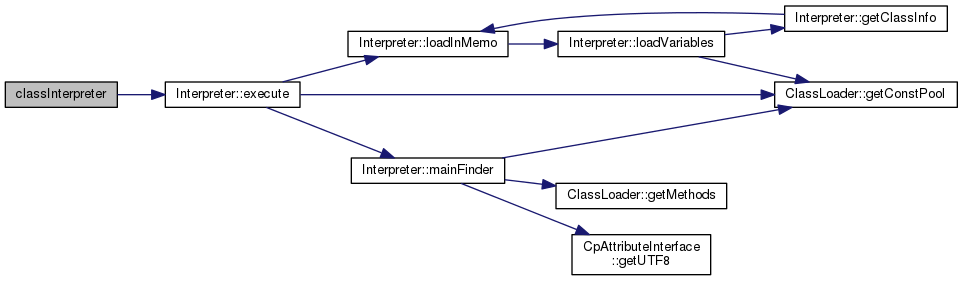 classInterpreter
Interpreter::execute
Interpreter::loadInMemo
Interpreter::loadVariables
Interpreter::getClassInfo
ClassLoader::getConstPool
Interpreter::mainFinder
ClassLoader::getMethods
CpAttributeInterface
::getUTF8